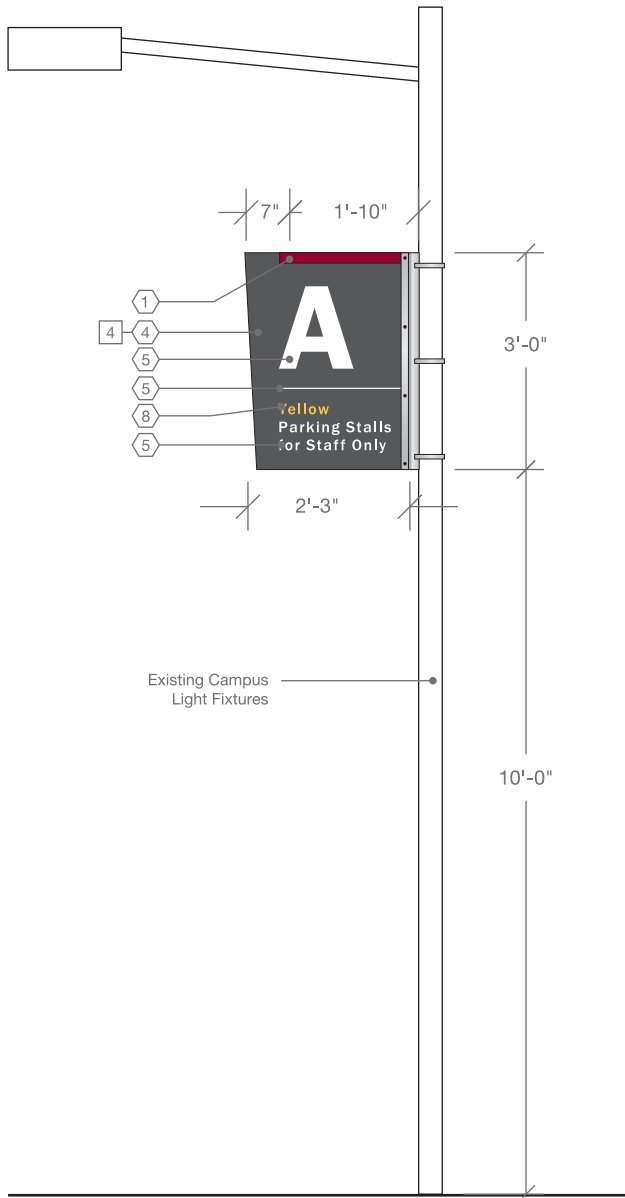 7" 1'-10"
1
A
4 4
3'-0"
5
5
Yellow
8
Parking Stalls
5
for Staff Only
2'-3"
Existing Campus
Light Fixtures
10'-0"